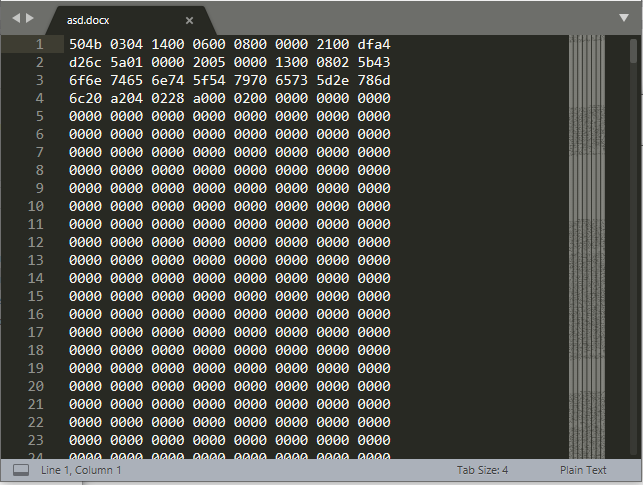 asd.docx
1 504b 0304 1400 0600 0800 0000 2100 dfa4
2 d26c 5a01 0000 2005 0000 1300 0802 5b43
3 6f6e 7465 6e74 5f54 7970 6573 5d2e 786d
4 6c20 a204 0228 a000 0200 0000 0000 0000
5 0000 0000 0000 0000 0000 0000 0000 0000
6 0000 0000 0000 0000 0000 0000 0000 0000
7 0000 0000 0000 0000 0000 0000 0000 0000
8 0000 0000 0000 0000 0000 0000 0000 0000
9 0000 0000 0000 0000 0000 0000 0000 0000
10 0000 0000 0000 0000 0000 0000 0000 0000
11 0000 0000 0000 0000 0000 0000 0000 0000
12 0000 0000 0000 0000 0000 0000 0000 0000
13 0000 0000 0000 0000 0000 0000 0000 0000
14 0000 0000 0000 0000 0000 0000 0000 0000
15 0000 0000 0000 0000 0000 0000 0000 0000
16 0000 0000 0000 0000 0000 0000 0000 0000
17 0000 0000 0000 0000 0000 0000 0000 0000
18 0000 0000 0000 0000 0000 0000 0000 0000
19 0000 0000 0000 0000 0000 0000 0000 0000
20 0000 0000 0000 0000 0000 0000 0000 0000
21 0000 0000 0000 0000 0000 0000 0000 0000
22 0000 0000 0000 0000 0000 0000 0000 0000
23 0000 0000 0000 0000 0000 0000 0000 0000
24 0000 0000 0000 0000 0000 0000 0000 0000
Line 1, Column 1 Tab Size: 4 Plain Text